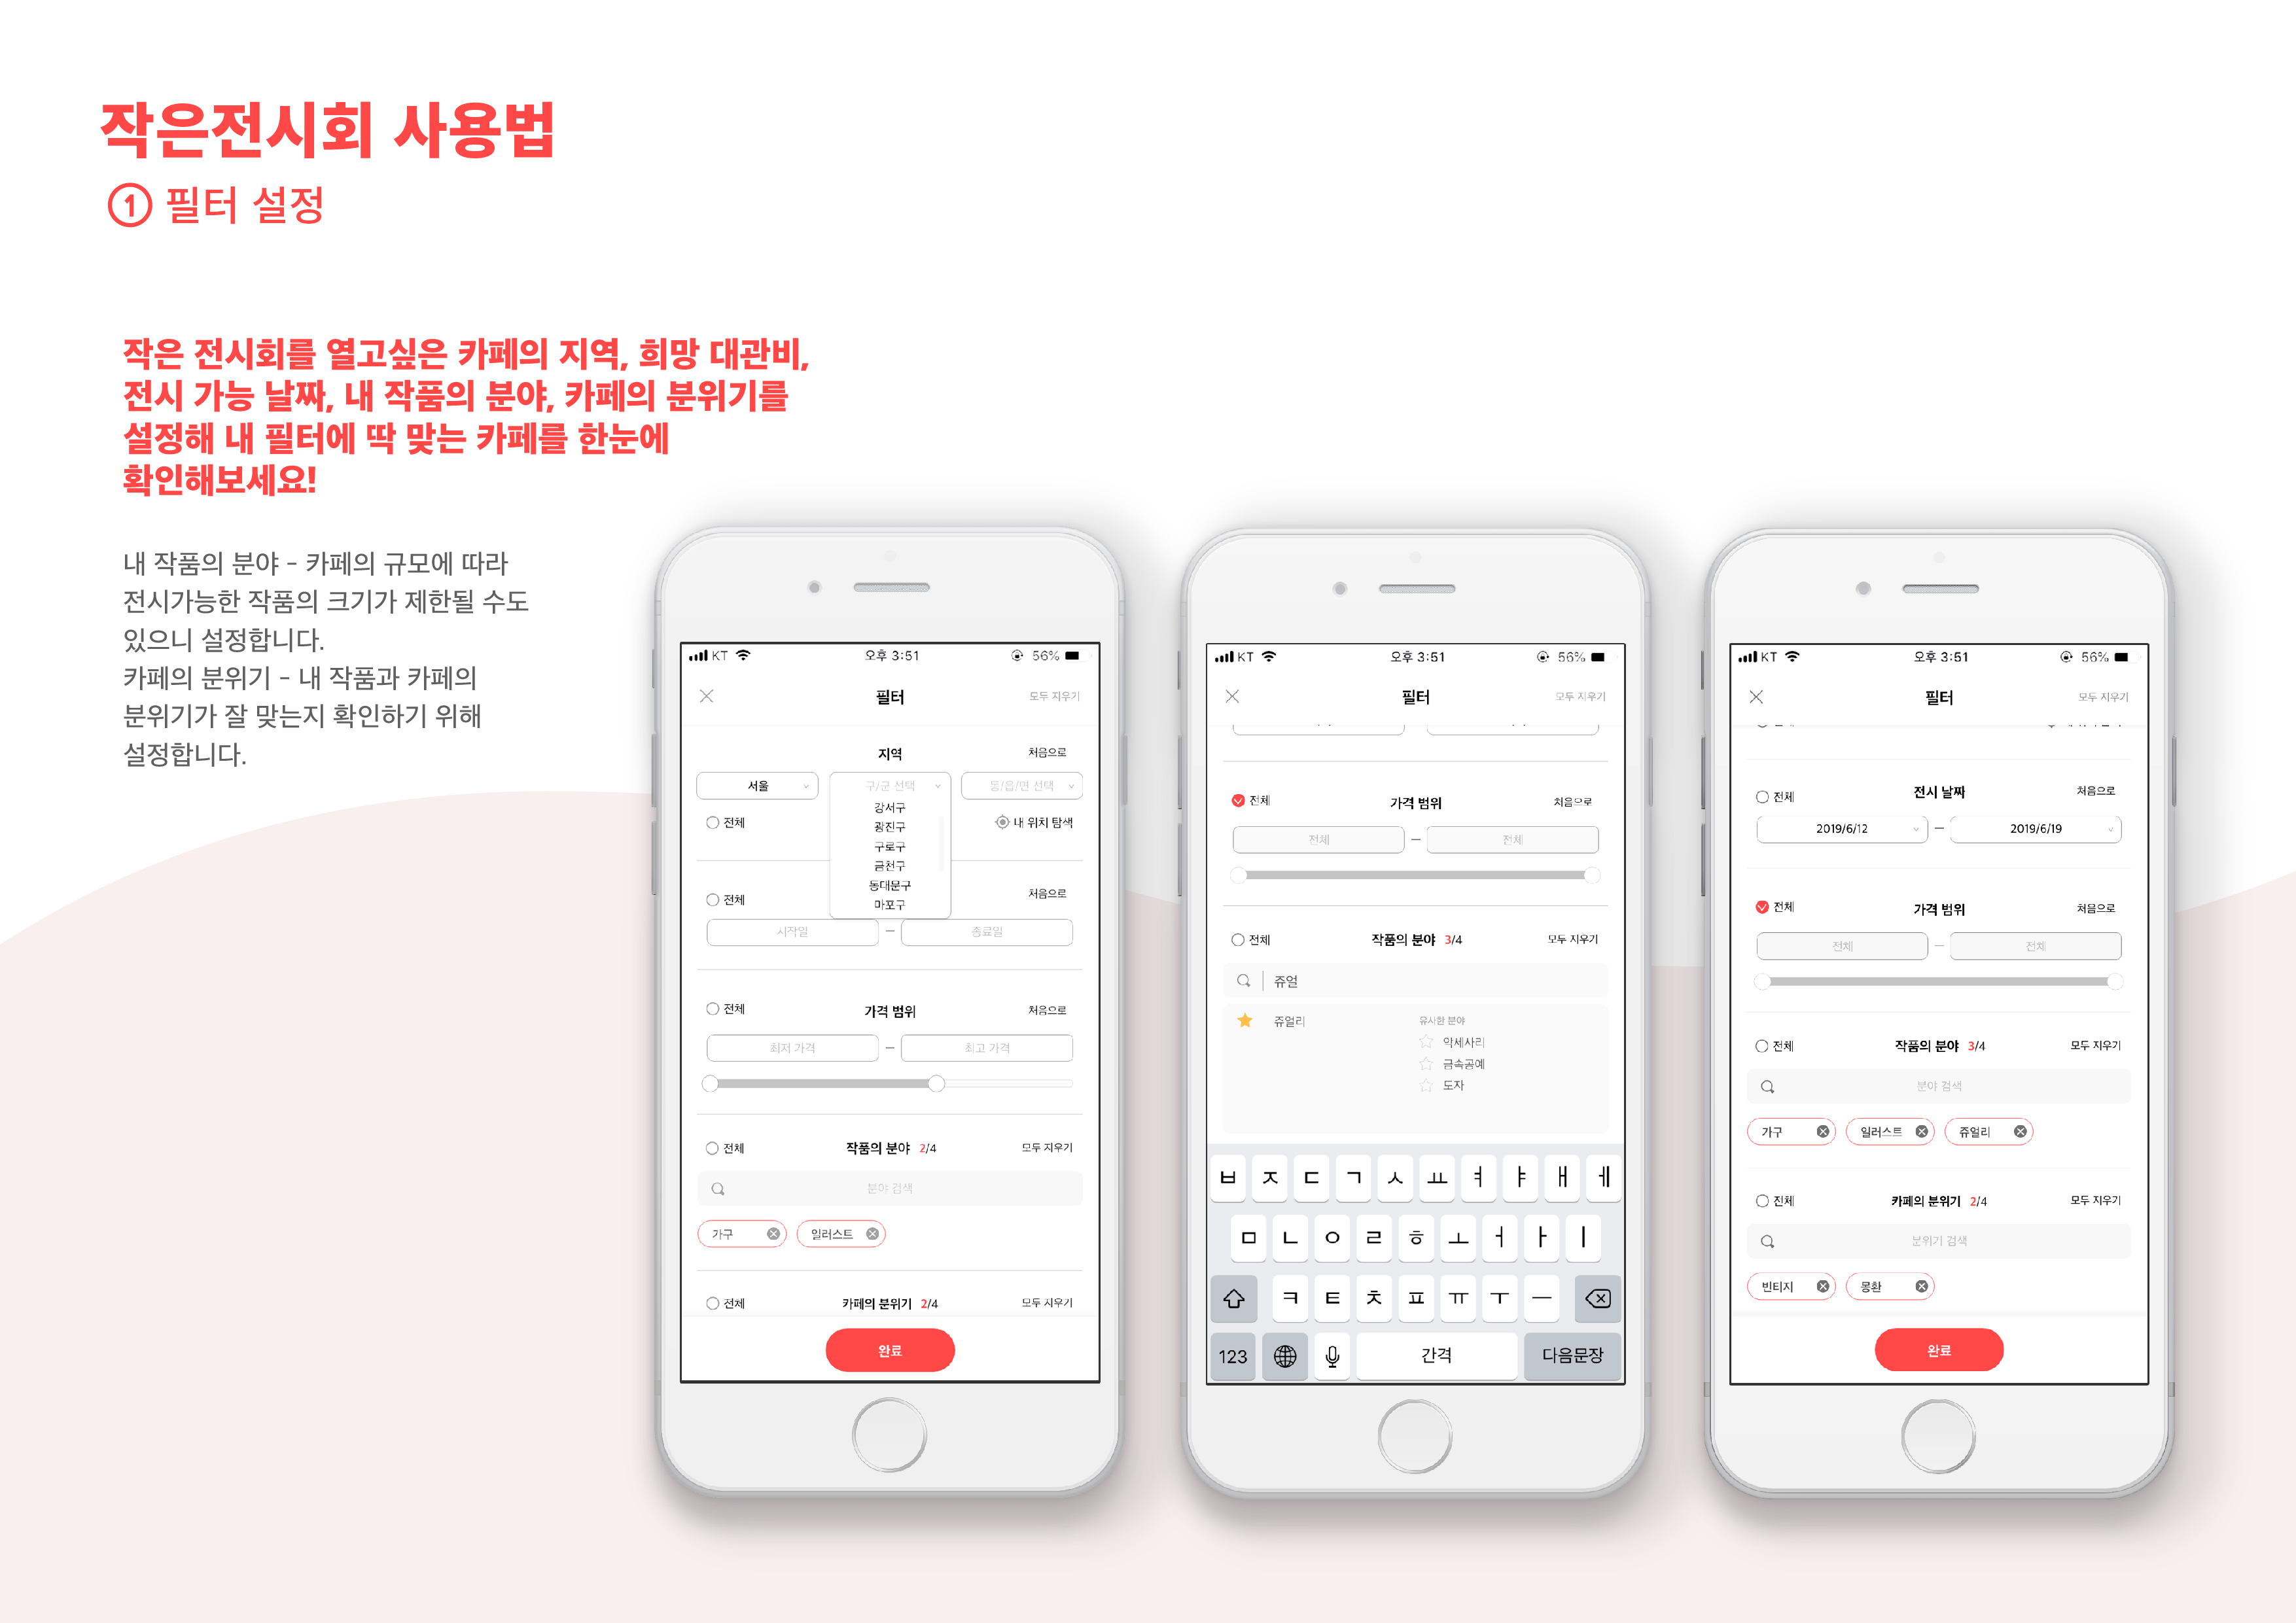 작은전시회 사용법
① 필터 설정
작은 전시회를 열고싶은 카페의 지역, 희망 대관비,
전시 가능 날짜, 내 작품의 분야, 카페의 분위기를
설정해 내 필터에 딱 맞는 카페를 한눈에
확인해보세요!
내 작품의 분야 - 카페의 규모에 따라
전시가능한 작품의 크기가 제한될 수도
있으니 설정합니다.
카페의 분위기 - 내 작품과 카페의
분위기가 잘 맞는지 확인하기 위해
설정합니다.
KT 오후 3:51 56%
필터 모두 지우기
지역 처음으로
서울 구/군 선택 동/읍/면 선택
강서구
광진구
구로구
금천구
동대문구
마포구
전체 내 위치 탐색
전체 처음으로
시작일 – 종료일
전체 가격 범위 처음으로
최저 가격 – 최고 가격
전체 작품의 분야 2/4 모두 지우기
분야 검색
가구 일러스트
전체 카페의 분위기 2/4 모두 지우기
완료
KT 오후 3:51 56%
필터 모두 지우기
전체 가격 범위 처음으로
전체 – 전체
전체 작품의 분야 3/4 모두 지우기
쥬얼
쥬얼리 유사한 분야
악세사리
금속공예
도자
ㅂ ㅈ ㄷ ㄱ ㅅ ㅛ ㅕ ㅑ ㅐ ㅔ
ㅁ ㄴ ㅇ ㄹ ㅎ ㅗ ㅓ ㅏ ㅣ
ㅋ ㅌ ㅊ ㅍ ㅠ ㅜ ㅡ
123 간격 다음문장
KT 오후 3:51 56%
필터 모두 지우기
전체 전시 날짜 처음으로
2019/6/12 – 2019/6/19
전체 가격 범위 처음으로
전체 – 전체
전체 작품의 분야 3/4 모두 지우기
분야 검색
가구 일러스트 쥬얼리
전체 카페의 분위기 2/4 모두 지우기
분위기 검색
빈티지 몽환
완료